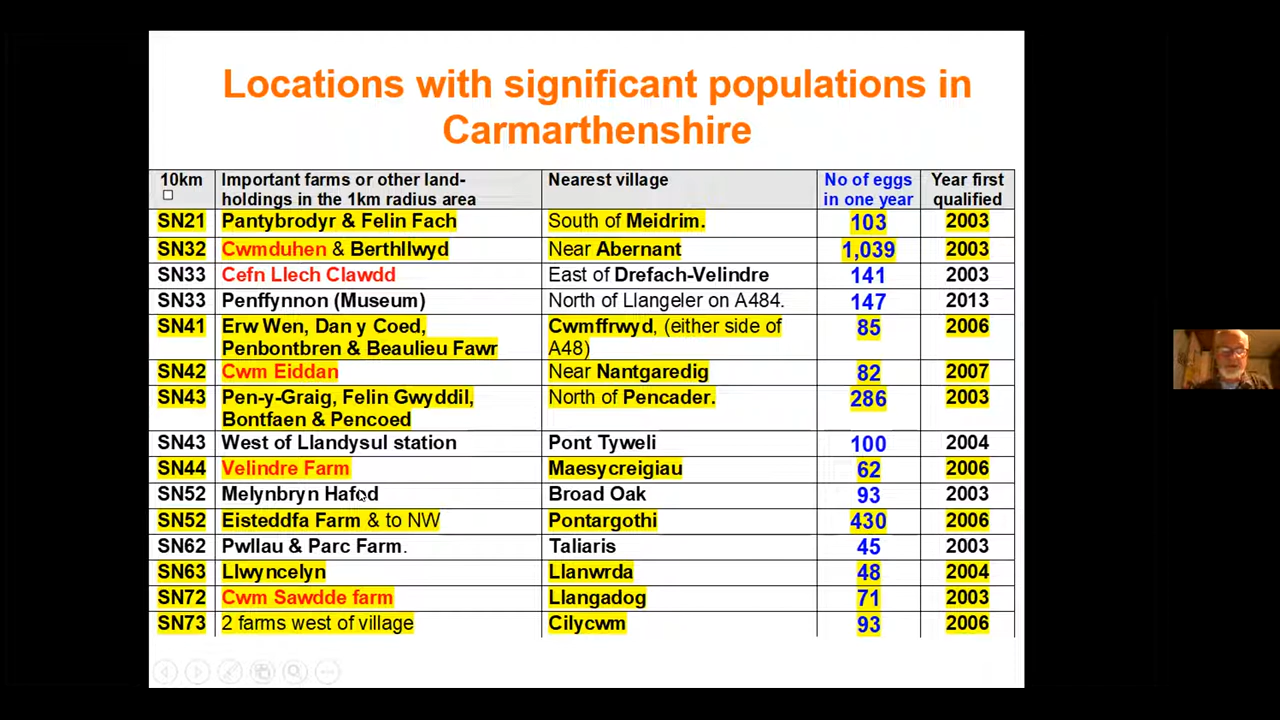 Locations with significant populations in
Carmarthenshire
10km Important farms or other land- Nearest village No of eggs Year first
holdings in the 1km radius area in one year qualified
SN21 Pantybrodyr & Felin Fach South of Meidrim. 103 2003
SN32 Cwmduhen & Berthllwyd Near Abernant 1,039 2003
SN33 Cefn Llech Clawdd East of Drefach-Velindre 141 2003
SN33 Penffynnon (Museum) North of Llangeler on A484. 147 2013
SN41 Erw Wen, Dan y Coed, Cwmffrwyd, (either side of 85 2006
Penbontbren & Beaulieu Fawr A48)
SN42 Cwm Eiddan Near Nantgaredig 82 2007
SN43 Pen-y-Graig, Felin Gwyddil, North of Pencader. 286 2003
Bontfaen & Pencoed
SN43 West of Llandysul station Pont Tyweli 100 2004
SN44 Velindre Farm Maesycreigiau 62 2006
SN52 Melynbryn Hafod Broad Oak 93 2003
SN52 Eisteddfa Farm & to NW Pontargothi 430 2006
SN62 Pwllau & Parc Farm. Taliaris 45 2003
SN63 Llwyncelyn Llanwrda 48 2004
SN72 Cwm Sawdde farm Llangadog 71 2003
SN73 2 farms west of village Cilycwm 93 2006